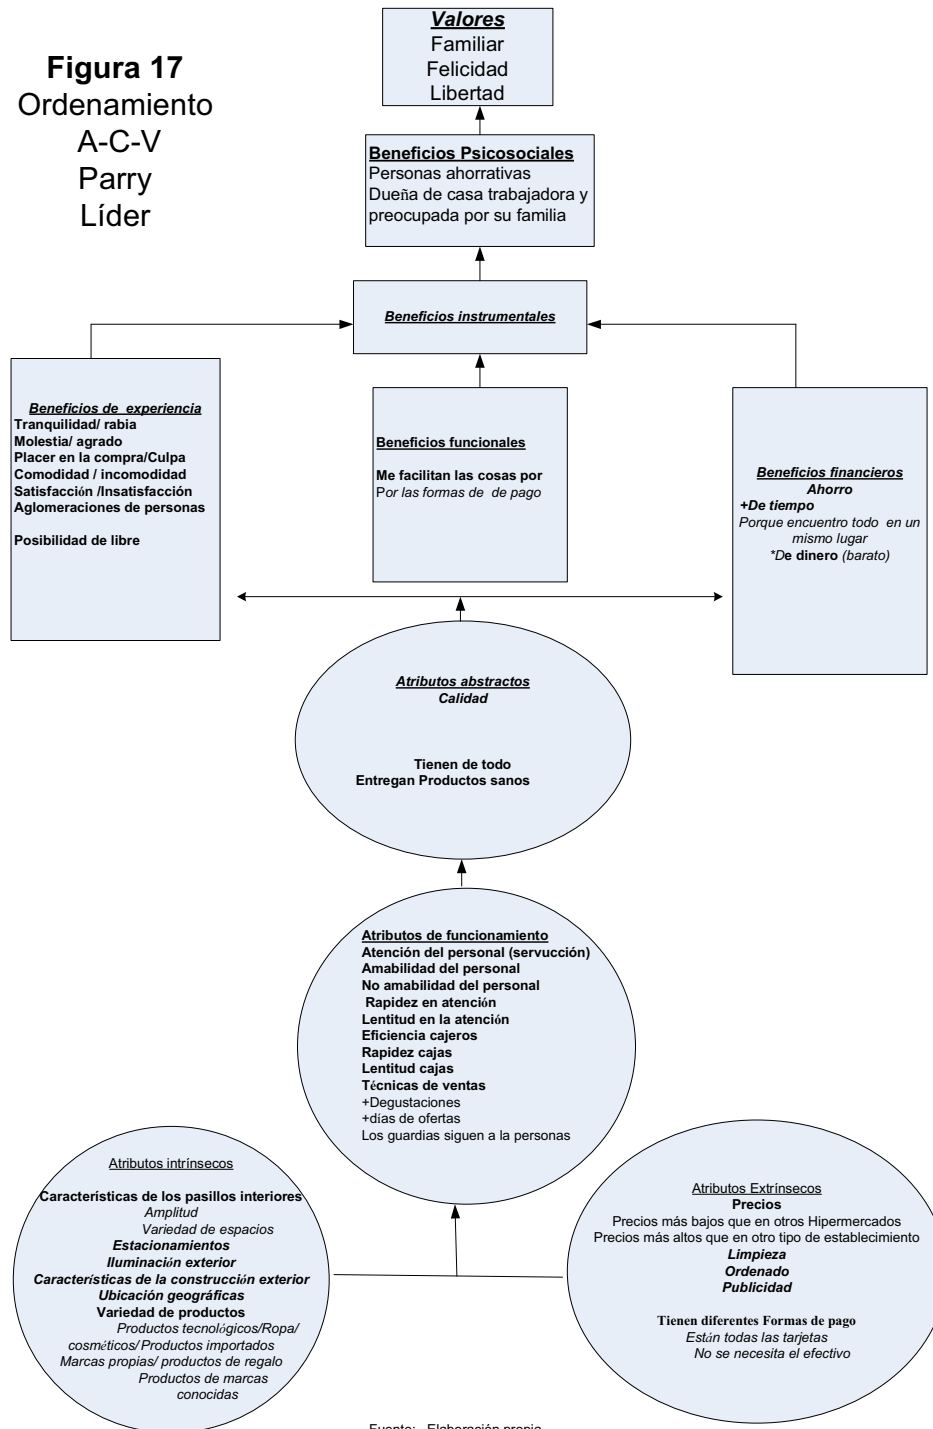 Figura 17
Ordenamiento
A-C-V
Parry
Líder
Valores
Familiar
Felicidad
Libertad
Beneficios Psicosociales
Personas ahorrativas
Dueña de casa trabajadora y
preocupada por su familia
Beneficios instrumentales
Beneficios de experiencia
Tranquilidad/ rabia
Molestia/ agrado
Placer en la compra/Culpa
Comodidad / incomodidad
Satisfacción /Insatisfacción
Aglomeraciones de personas
Posibilidad de libre
Beneficios funcionales
Me facilitan las cosas por
Por las formas de de pago
Beneficios financieros
Ahorro
+De tiempo
Porque encuentro todo en un
mismo lugar
*De dinero (barato)
Atributos abstractos
Calidad
Tienen de todo
Entregan Productos sanos
Atributos de funcionamiento
Atención del personal (servucción)
Amabilidad del personal
No amabilidad del personal
Rapidez en atención
Lentitud en la atención
Eficiencia cajeros
Rapidez cajas
Lentitud cajas
Técnicas de ventas
+Degustaciones
+días de ofertas
Los guardias siguen a la personas
Atributos intrínsecos
Características de los pasillos interiores
Amplitud
Variedad de espacios
Estacionamientos
Iluminación exterior
Características de la construcción exterior
Ubicación geográficas
Variedad de productos
Productos tecnológicos/Ropa/
cosméticos/ Productos importados
Marcas propias/ productos de regalo
Productos de marcas
conocidas
Atributos Extrínsecos
Precios
Precios más bajos que en otros Hipermercados
Precios más altos que en otro tipo de establecimiento
Limpieza
Ordenado
Publicidad
Tienen diferentes Formas de pago
Están todas las tarjetas
No se necesita el efectivo
Fuente: Elaboración propia